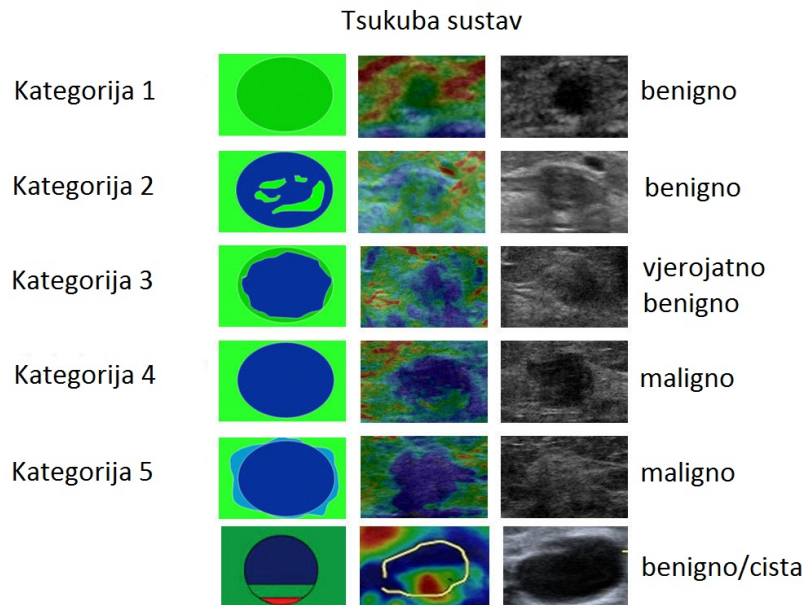 Tsukuba sustav
Kategorija 1
benigno
Kategorija 2
benigno
Kategorija 3
vjerojatno
benigno
Kategorija 4
maligno
Kategorija 5
maligno
benigno/cista